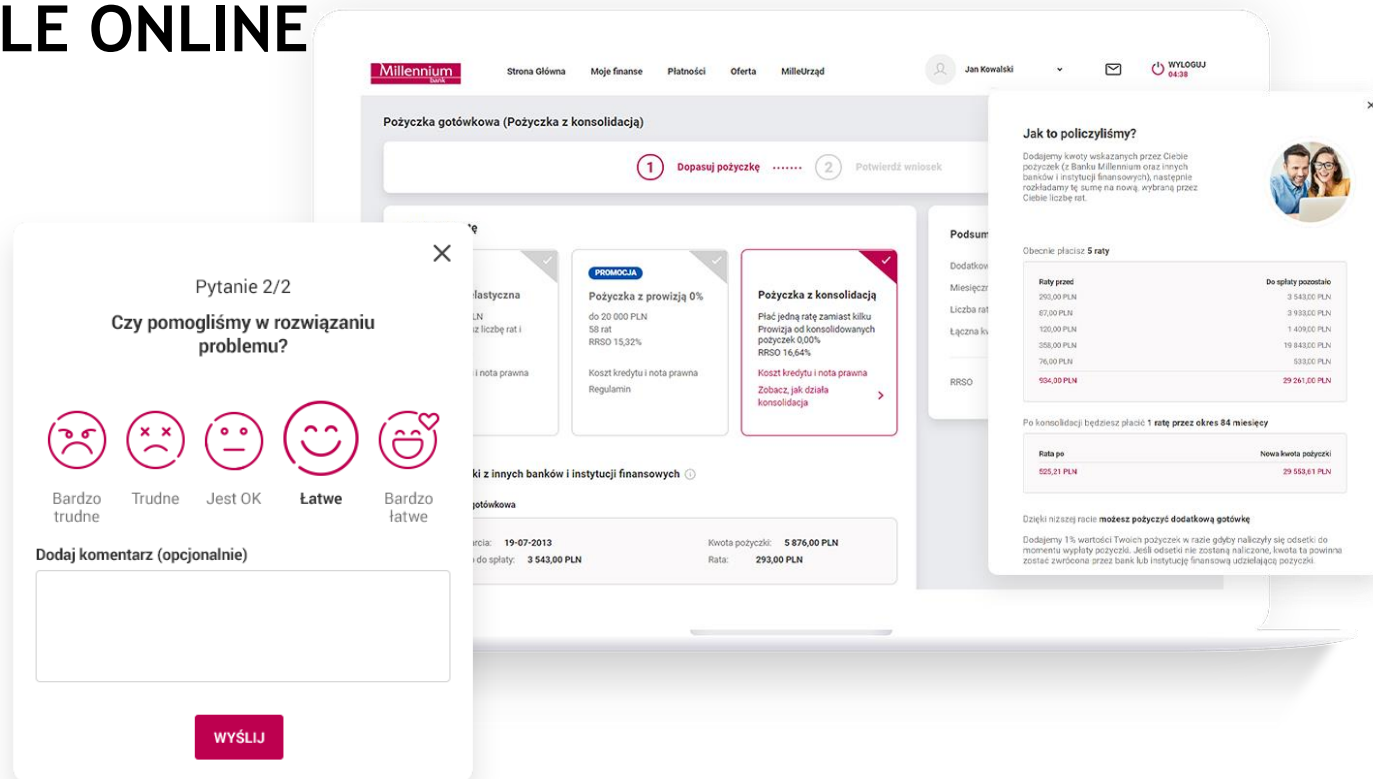 LE ONLINE
Millennium
bank
Strona Główna Moje finanse Płatności Oferta MilleUrząd
Jan Kowalski
WYLOGUJ
04:38
Pożyczka gotówkowa (Pożyczka z konsolidacją)
1 Dopasuj pożyczkę ······· 2 Potwierdź wniosek
PROMOCJA
Pożyczka z prowizją 0%
do 20 000 PLN
58 rat
RRSO 15,32%
Koszt kredytu i nota prawna
Regulamin
Pożyczka z konsolidacją
Płać jedną ratę zamiast kilku
Prowizja od konsolidowanych
pożyczek 0,00%
RRSO 16,64%
Koszt kredytu i nota prawna
Zobacz, jak działa
konsolidacja
lastyczna
LN
z liczbę rat i
i nota prawna
ki z innych banków i instytucji finansowych
gotówkowa
arcia: 19-07-2013
Kwota pożyczki: 5 876,00 PLN
do spłaty: 3 543,00 PLN
Rata: 293,00 PLN
Podsum
Dodatkow
Miesięczn
Liczba rat
Łączna kw
RRSO
Jak to policzyliśmy?
Dodajemy kwoty wskazanych przez Ciebie
pożyczek (z Banku Millennium oraz innych
banków i instytucji finansowych), następnie
rozkładamy tę sumę na nową, wybraną przez
Ciebie liczbę rat.
Obecnie płacisz 5 raty
Raty przed Do spłaty pozostało
293,00 PLN 3 543,00 PLN
87,00 PLN 3 933,00 PLN
120,00 PLN 1 409,00 PLN
358,00 PLN 19 843,00 PLN
76,00 PLN 533,00 PLN
934,00 PLN 29 261,00 PLN
Po konsolidacji będziesz płacić 1 ratę przez okres 84 miesięcy
Rata po Nowa kwota pożyczki
525,21 PLN 29 553,61 PLN
Dzięki niższej racie możesz pożyczyć dodatkową gotówkę
Dodajemy 1% wartości Twoich pożyczek w razie gdyby naliczyły się odsetki do
momentu wypłaty pożyczki. Jeśli odsetki nie zostaną naliczone, kwota ta powinna
zostać zwrócona przez bank lub instytucję finansową udzielającą pożyczki.
Pytanie 2/2
Czy pomogliśmy w rozwiązaniu
problemu?
Bardzo
trudne
Trudne
Jest OK
Łatwe
Bardzo
łatwe
Dodaj komentarz (opcjonalnie)
WYŚLIJ